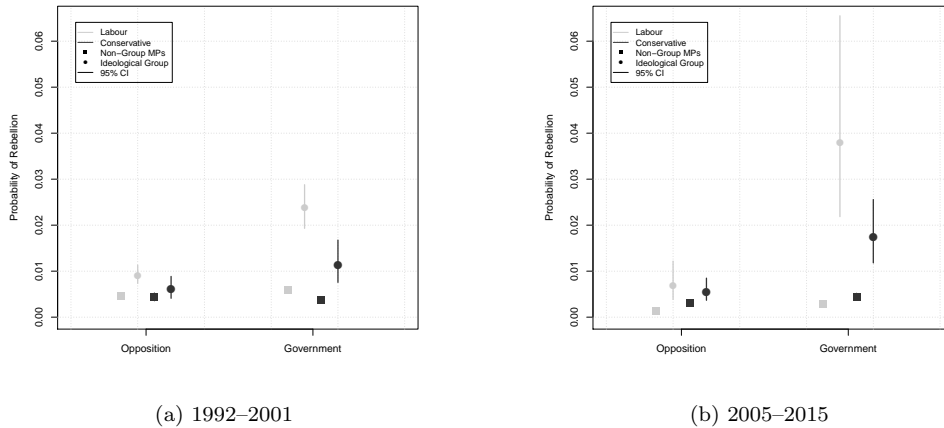 Probability of Rebellion
0.06
0.05
0.04
0.03
0.02
0.01
0.00
Labour
Conservative
Non−Group MPs
Ideological Group
95% CI
Opposition
Government
(a) 1992–2001
Probability of Rebellion
0.06
0.05
0.04
0.03
0.02
0.01
0.00
Labour
Conservative
Non−Group MPs
Ideological Group
95% CI
Opposition
Government
(b) 2005–2015